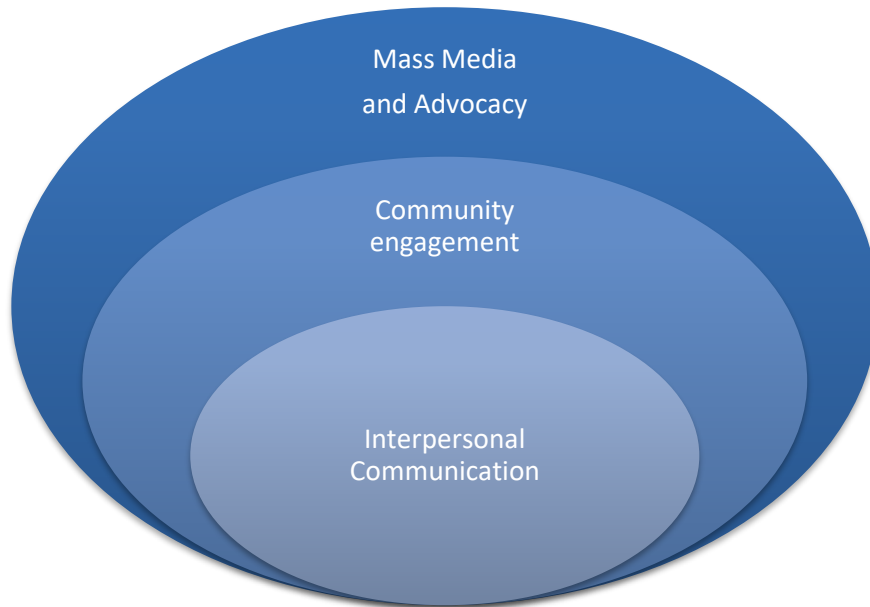 Mass Media
and Advocacy
Community
engagement
Interpersonal
Communication